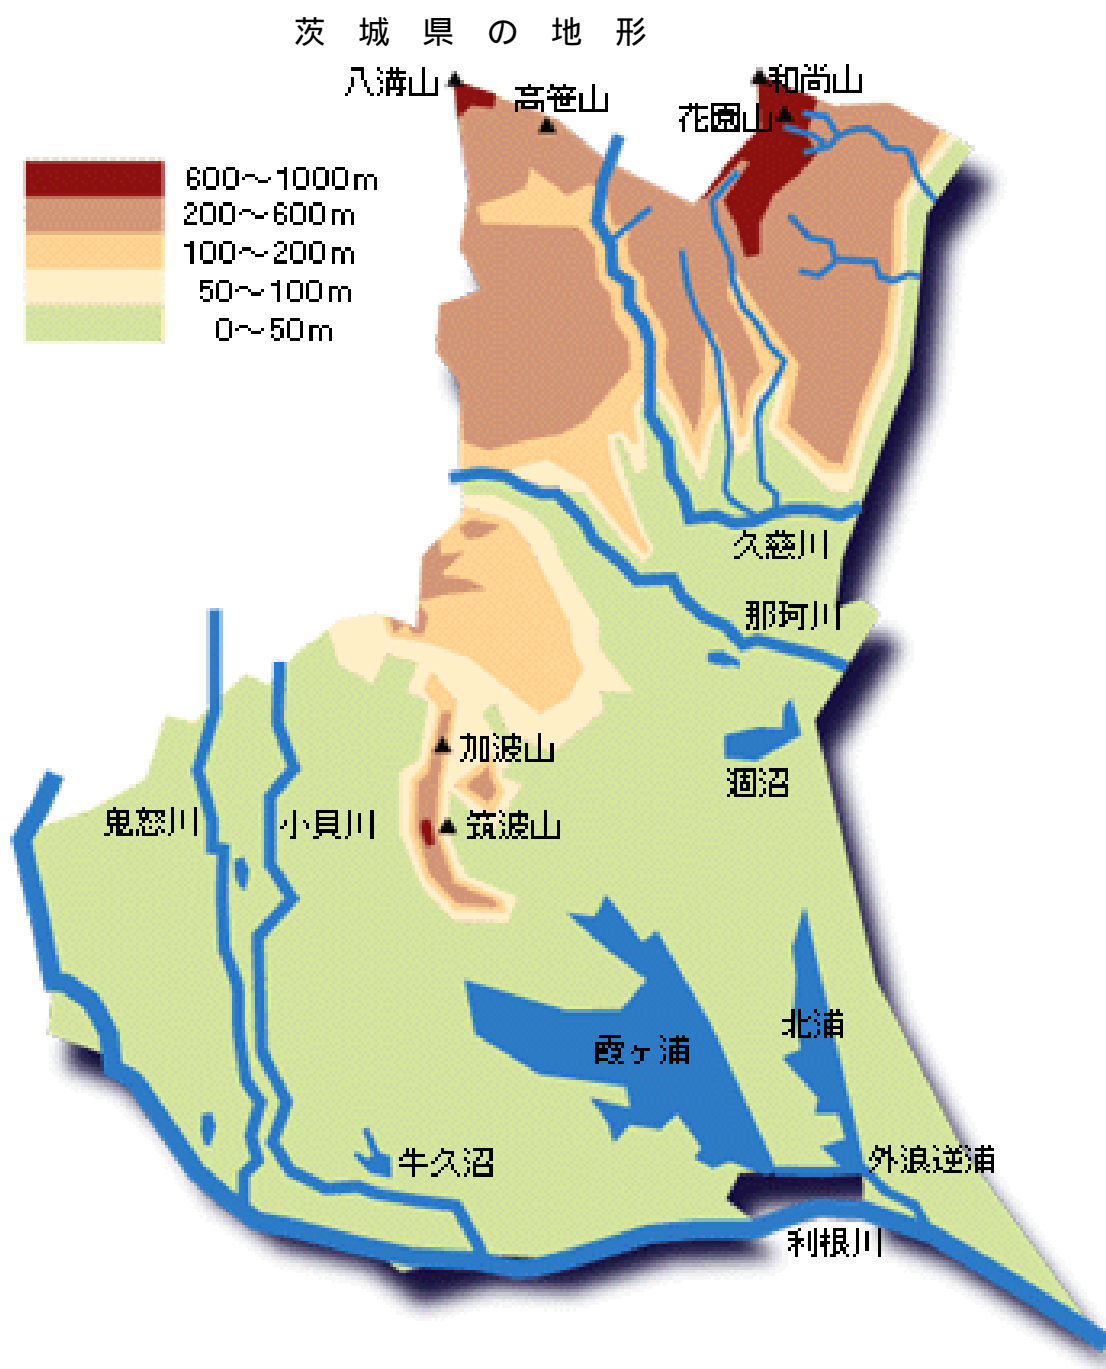 茨城県の地形
八溝山
和尚山
高笹山
花園山
600～1000m
200～600m
100～200m
50～100m
0～50m
久慈川
那珂川
加波山
涸沼
鬼怒川
小貝川
筑波山
北浦
霞ヶ浦
牛久沼
外浪逆浦
利根川